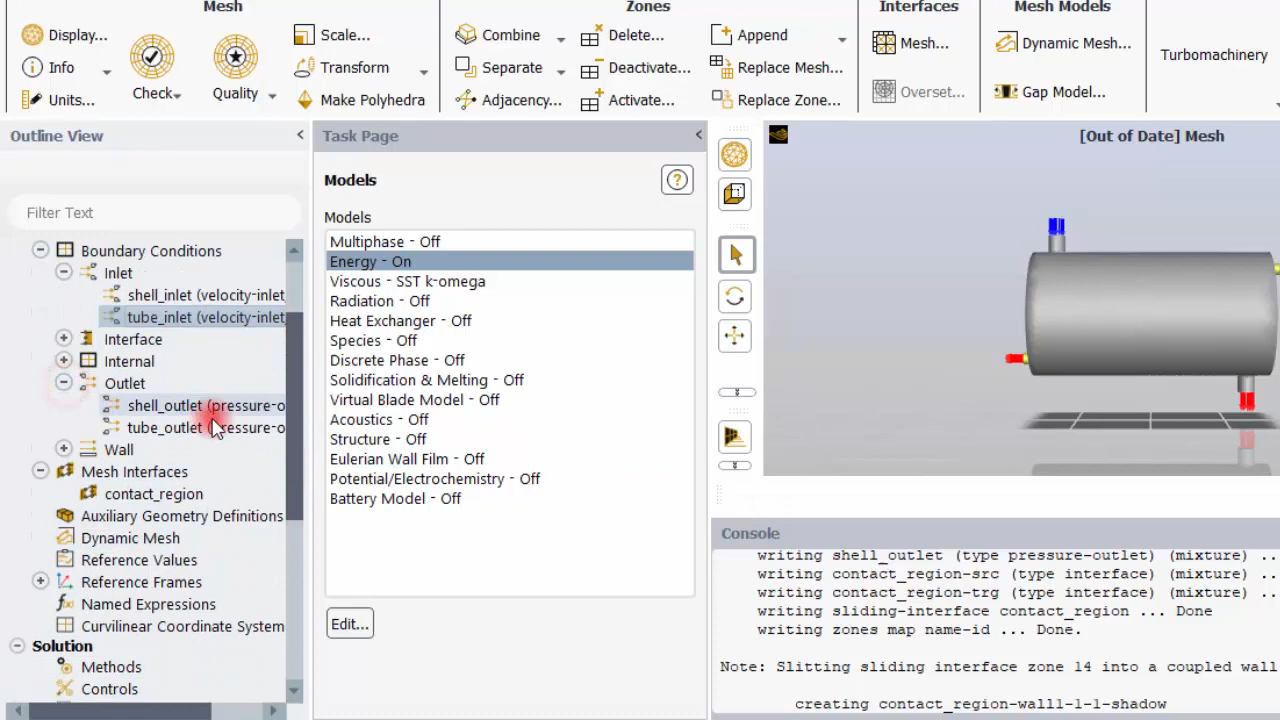 Mesh
Zones
Interfaces
Mesh Models
Display...
Info
Units...
Check
Quality
Scale...
Transform
Make Polyhedra
Combine
Separate
Adjacency...
Delete...
Deactivate...
Activate...
Append
Replace Mesh...
Replace Zone...
Mesh...
Overset...
Dynamic Mesh...
Gap Model...
Turbomachinery
Outline View
Filter Text
Boundary Conditions
Inlet
shell_inlet (velocity-inlet,
tube_inlet (velocity-inlet,
Interface
Internal
Outlet
shell_outlet (pressure-o
tube_outlet (pressure-o
Wall
Mesh Interfaces
contact_region
Auxiliary Geometry Definitions
Dynamic Mesh
Reference Values
Reference Frames
Named Expressions
Curvilinear Coordinate System
Solution
Methods
Controls
Task Page
Models
Models
Multiphase - Off
Energy - On
Viscous - SST k-omega
Radiation - Off
Heat Exchanger - Off
Species - Off
Discrete Phase - Off
Solidification & Melting - Off
Virtual Blade Model - Off
Acoustics - Off
Structure - Off
Eulerian Wall Film - Off
Potential/Electrochemistry - Off
Battery Model - Off
Edit...
[Out of Date] Mesh
Console
writing shell_outlet (type pressure-outlet) (mixture) ..
writing contact_region-src (type interface) (mixture) ..
writing contact_region-trg (type interface) (mixture) ..
writing sliding-interface contact_region ... Done
writing zones map name-id ... Done.
Note: Slitting sliding interface zone 14 into a coupled wall
creating contact_region-wall1-1-1-shadow